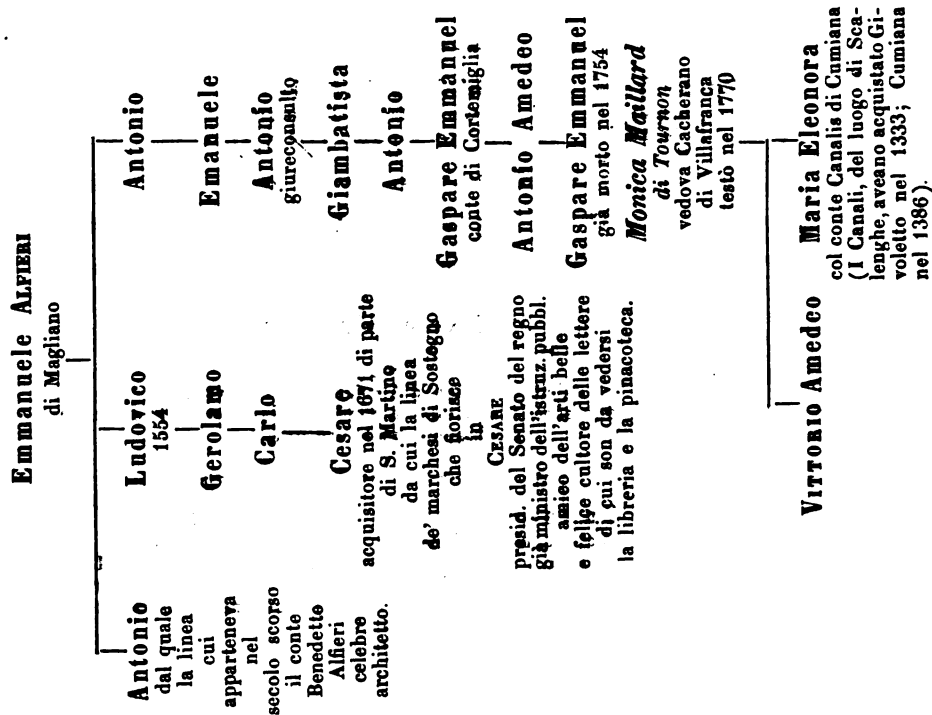 Emmanuele ALFIERI
di Magliano
Antonio
dal quale
la linea
cui
apparteneva
nel
secolo scorso
il conte
Benedetto
Alfieri
celebre
architetto.
Ludovico
1554
Gerolamo
Carlo
Cesare
acquisitore nel 1671 di parte
di S. Martino
da cui la linea
de' marchesi di Sostegno
che fiorisce
in
CESARE
presid. del Senato del regno
già ministro dell'istruz. pubbl.
amico dell'arti belle
e felice cultore delle lettere
di cui son da vedersi
la libreria e la pinacoteca.
Antonio
Emanuele
Antonio
giureconsulto
Giambatista
Antonio
Gaspare Emmanuel
conte di Cortemiglia
Antonio Amedeo
Gaspare Emmanuel
già morto nel 1754
Monica Maillard
di Tournon
vedova Cacherano
di Villafranca
testò nel 1770
VITTORIO Amedeo
Maria Eleonora
col conte Canalis di Cumiana
(I Canali, del luogo di Sca-
lenghe, aveano acquistato Gi-
voletto nel 1333; Cumiana
nel 1386).